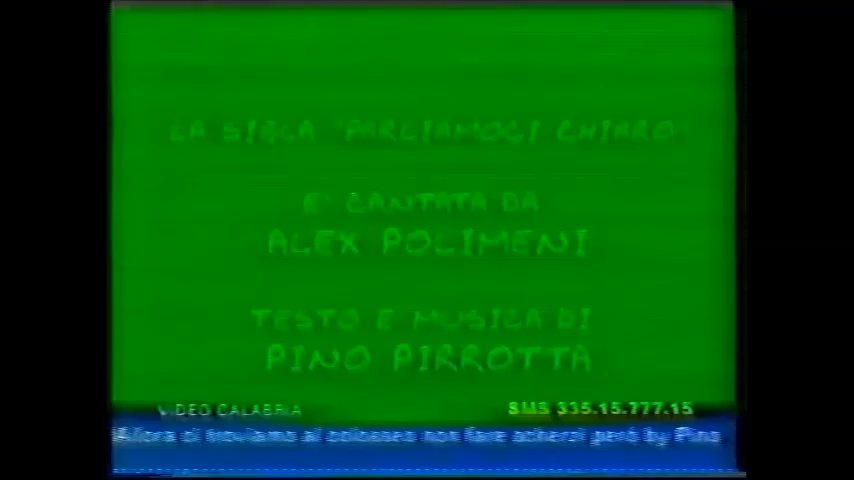 LA SIGLA "PARLIAMOCI CHIARO"
E' CANTATA DA
ALEX POLIMENI
TESTO E MUSICA DI
PINO PIRROTTA
VIDEO CALABRIA
SMS 335.15.777.15
Allora ci troviamo al colosseo non fare scherzi però by Pino